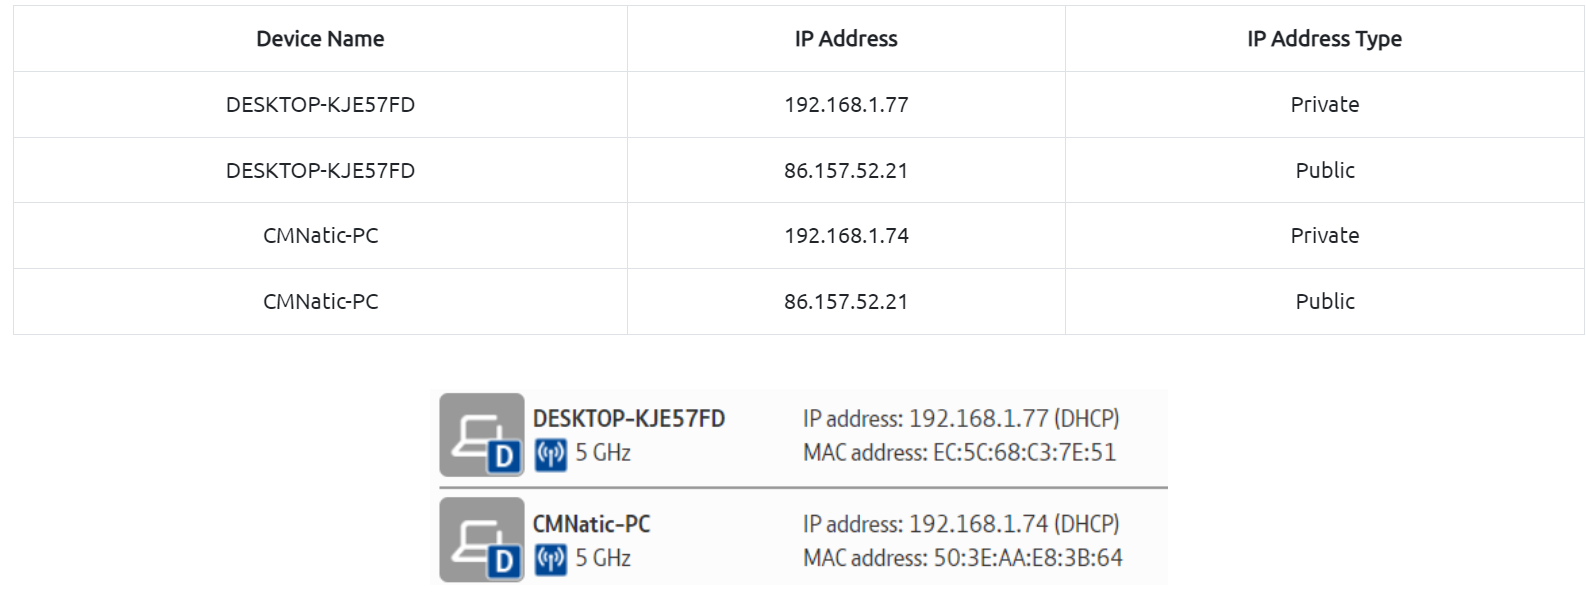 Device Name IP Address IP Address Type
DESKTOP-KJE57FD 192.168.1.77 Private
DESKTOP-KJE57FD 86.157.52.21 Public
CMNatic-PC 192.168.1.74 Private
CMNatic-PC 86.157.52.21 Public
DESKTOP-KJE57FD IP address: 192.168.1.77 (DHCP)
D 5 GHz MAC address: EC:5C:68:C3:7E:51
CMNatic-PC IP address: 192.168.1.74 (DHCP)
D 5 GHz MAC address: 50:3E:AA:E8:3B:64